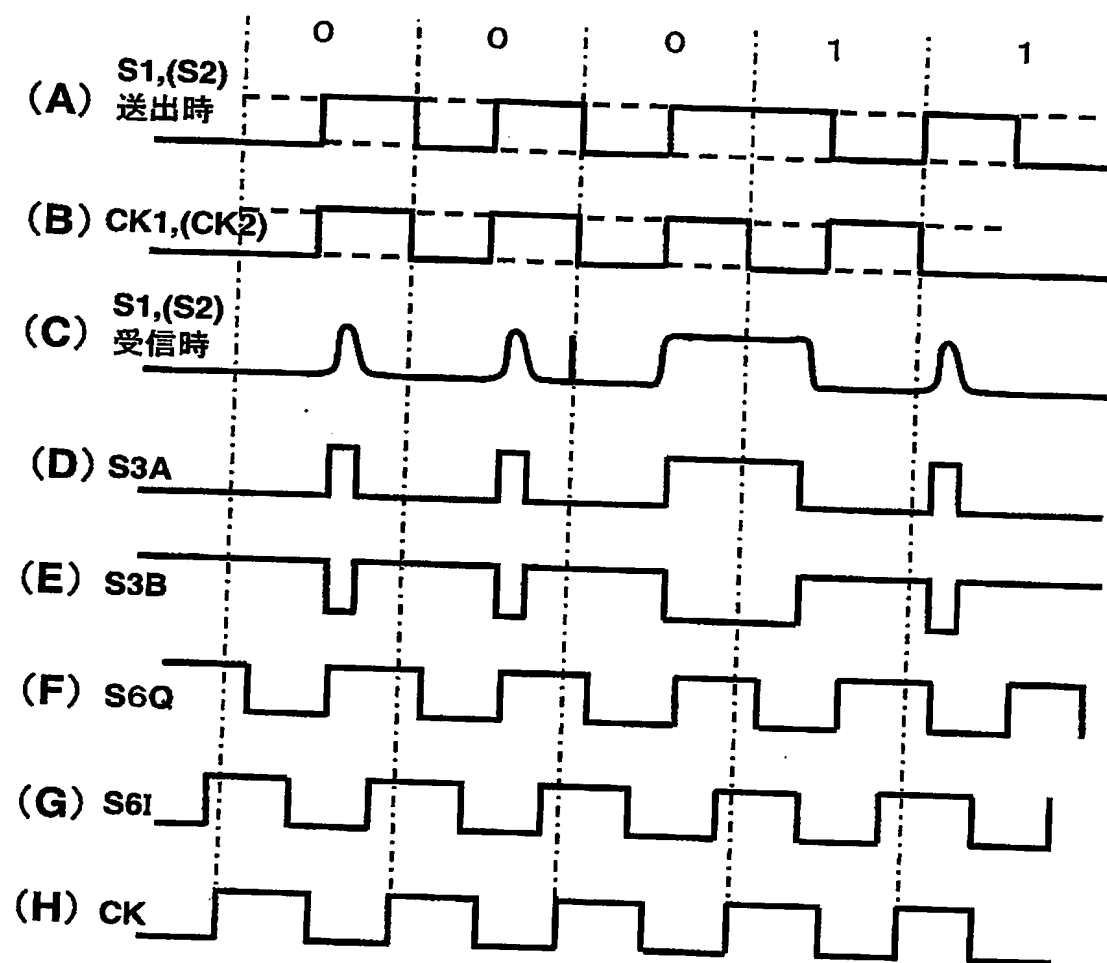 0 0 0 1 1
(A) S1,(S2)
送出時
(B) CK1,(CK2)
(C) S1,(S2)
受信時
(D) S3A
(E) S3B
(F) S6Q
(G) S6I
(H) CK